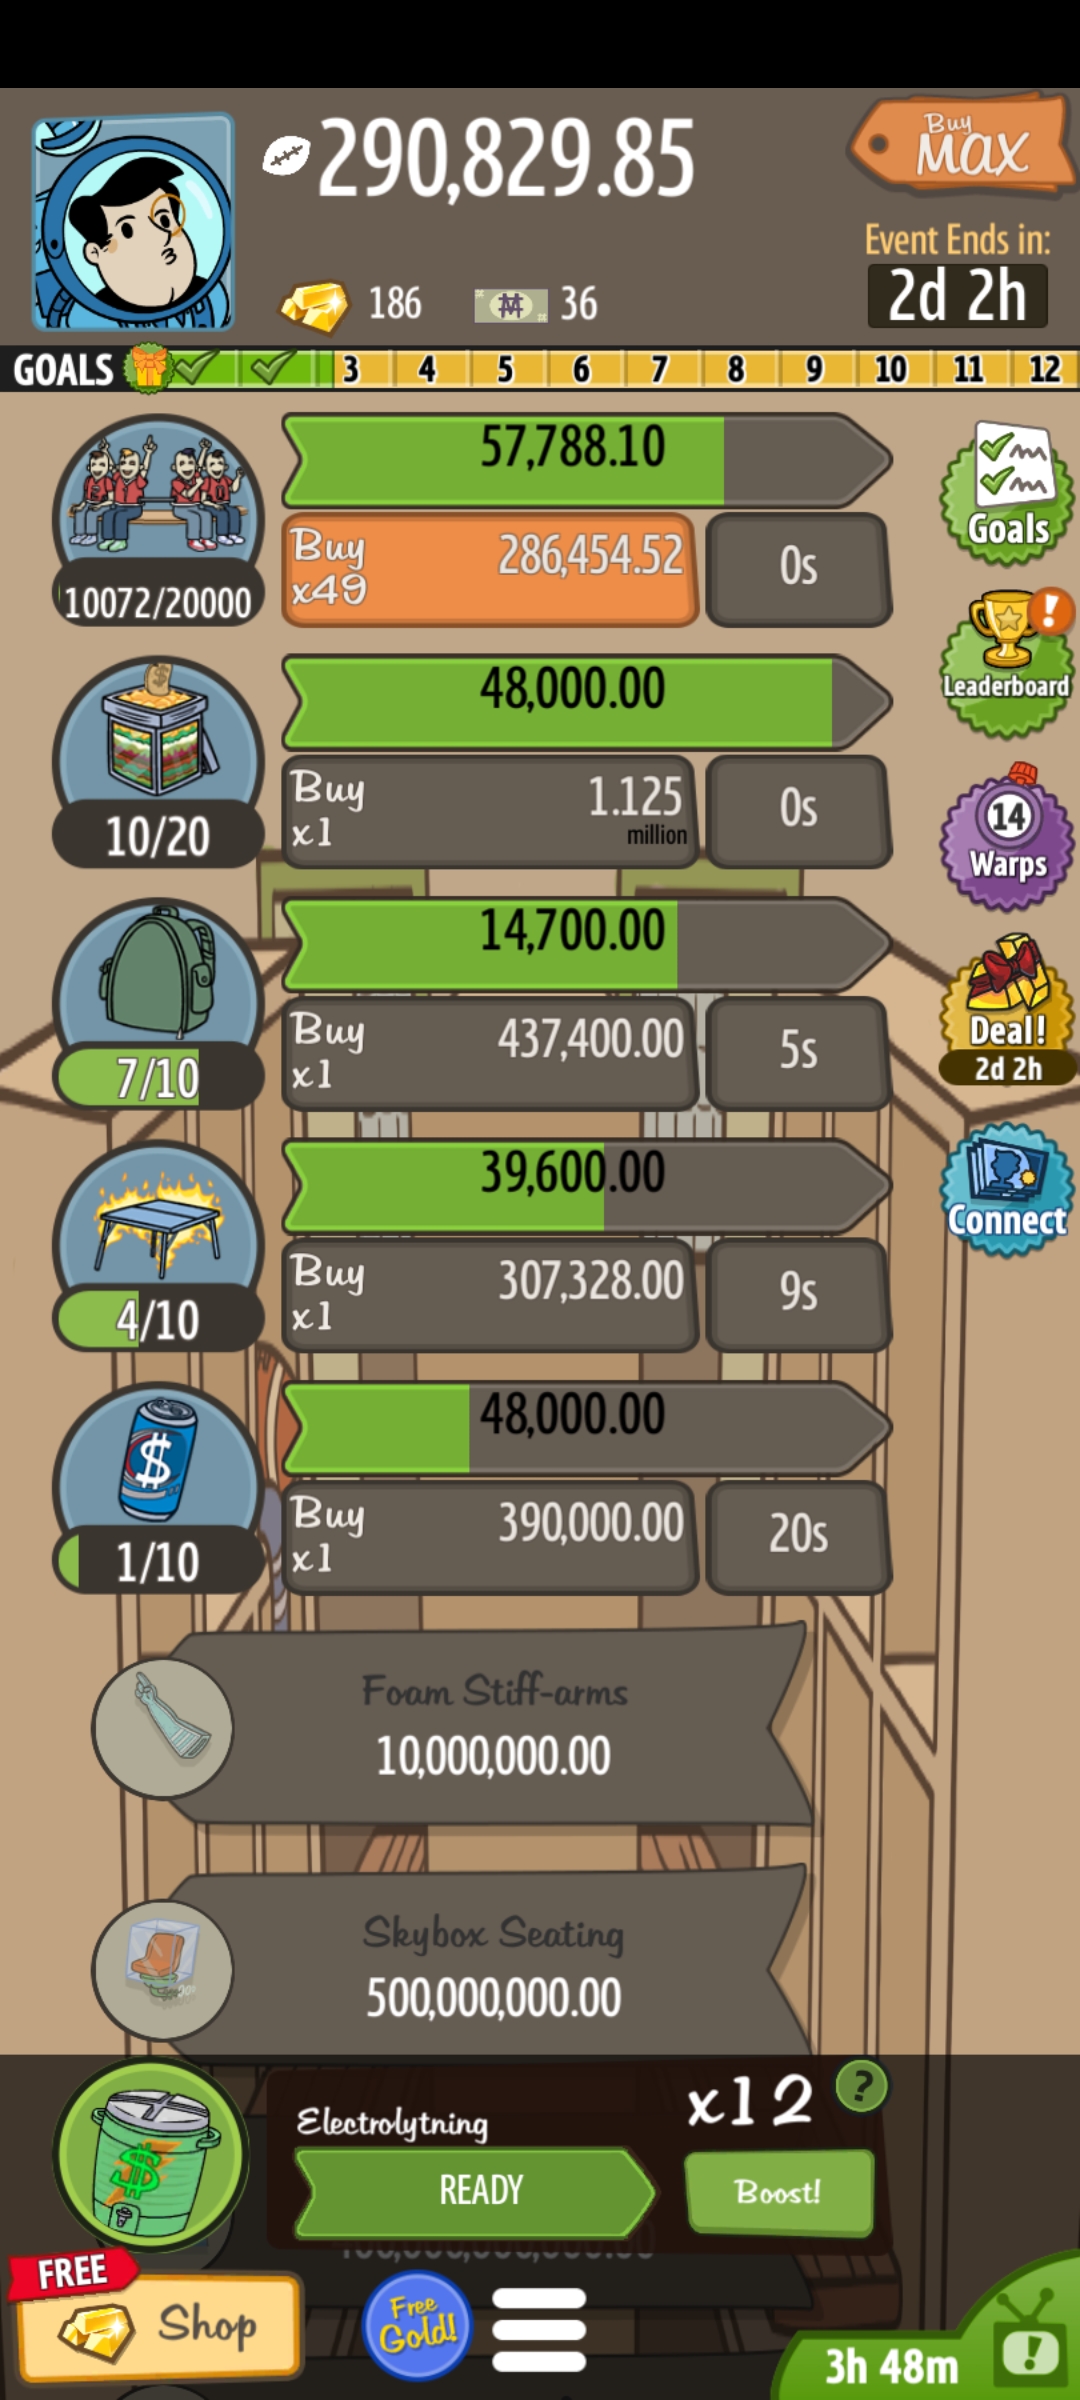 290,829.85
Buy
MAX
Event Ends in:
2d 2h
186
36
GOALS 3 4 5 6 7 8 9 10 11 12
57,788.10
Buy
x49
286,454.52
0s
10072/20000
Goals
48,000.00
Buy
x1
1.125
million
0s
10/20
!
Leaderboard
14,700.00
Buy
x1
437,400.00
5s
7/10
14
Warps
39,600.00
Buy
x1
307,328.00
9s
4/10
Deal!
2d 2h
48,000.00
Buy
x1
390,000.00
20s
1/10
Connect
Foam Stiff-arms
10,000,000.00
Skybox Seating
500,000,000.00
Electrolytning
x12
?
READY
Boost!
FREE
Shop
Free
Gold!
3h 48m
!